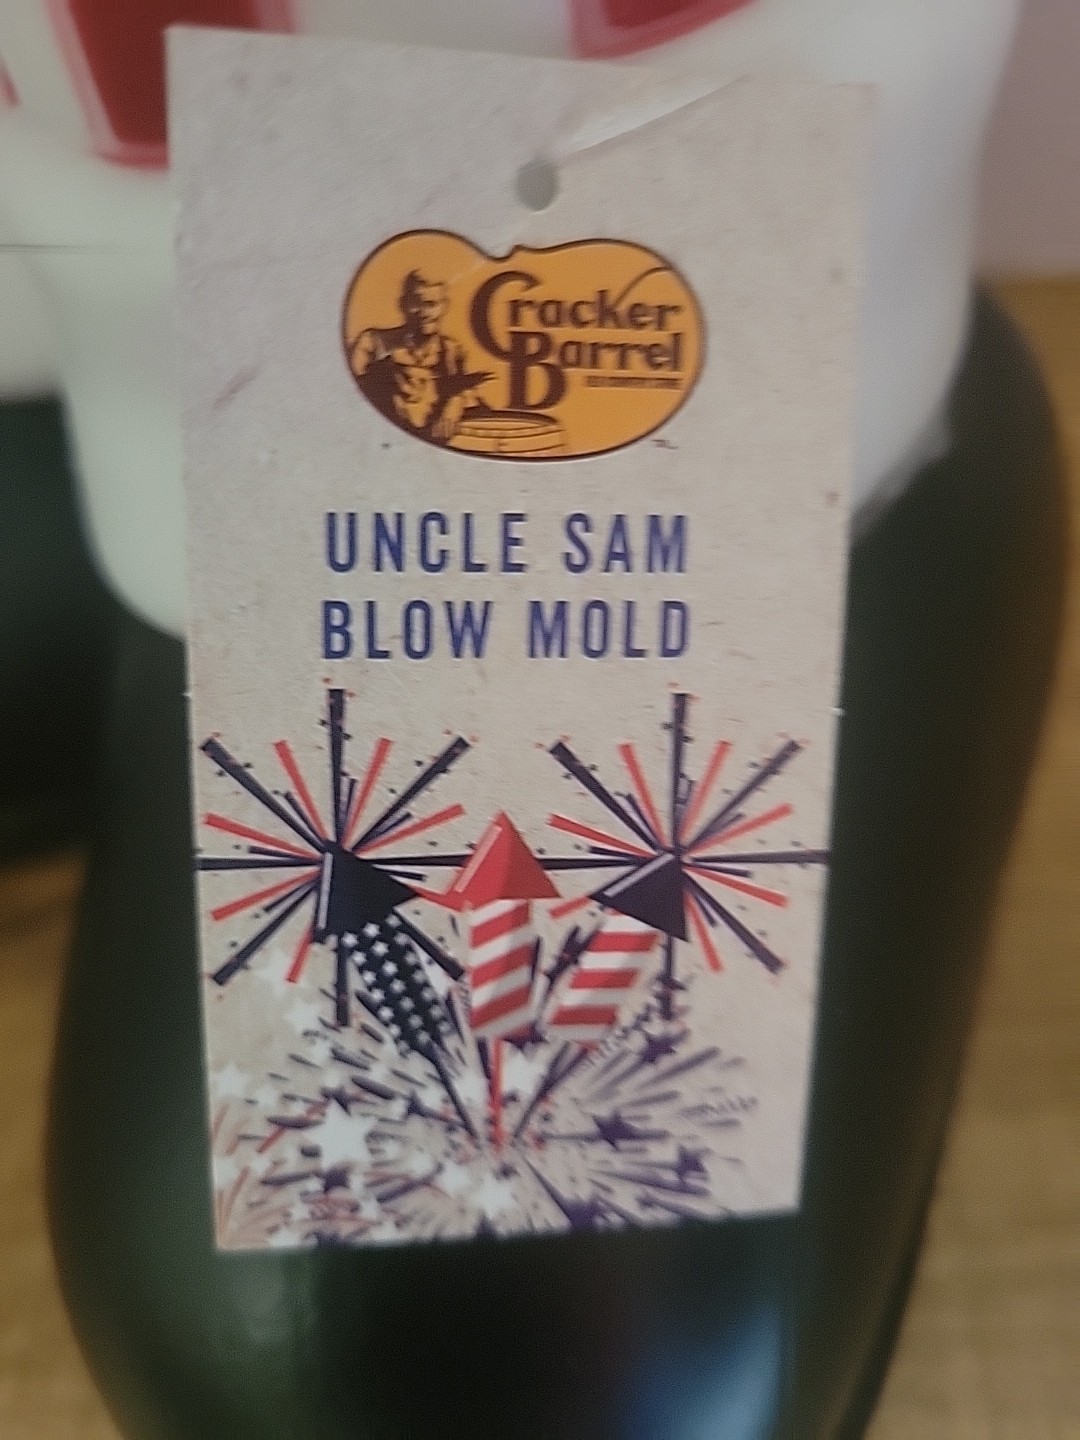 Cracker
Barrel
UNCLE SAM
BLOW MOLD